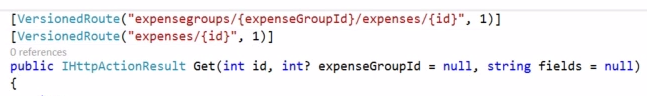 [VersionedRoute("expensegroups/{expenseGroupId}/expenses/{id}", 1)]
[VersionedRoute("expenses/{id}", 1)]
0 references
public IHttpActionResult Get(int id, int? expenseGroupId = null, string fields = null)
{